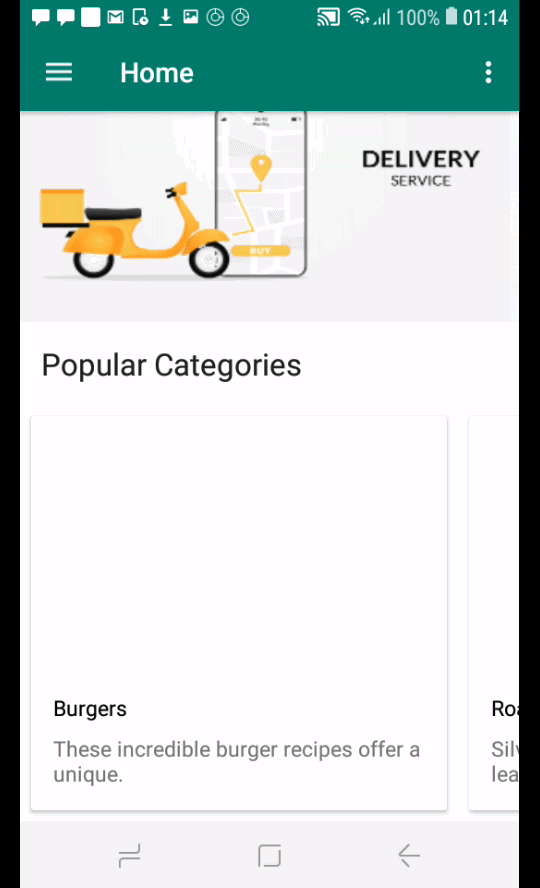 100% 01:14
Home
DELIVERY
SERVICE
BUY
Popular Categories
Burgers
These incredible burger recipes offer a
unique.
Roa
Silv
lea